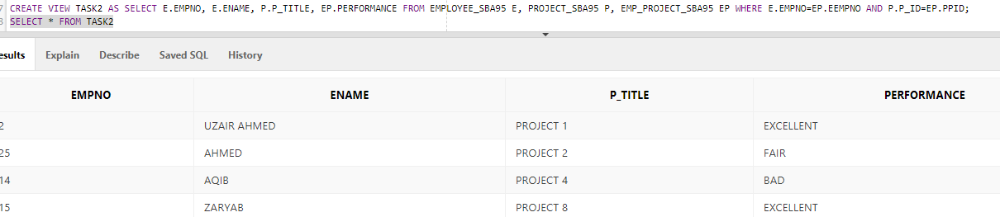 7 CREATE VIEW TASK2 AS SELECT E.EMPNO, E.ENAME, P.P_TITLE, EP.PERFORMANCE FROM EMPLOYEE_SBA95 E, PROJECT_SBA95 P, EMP_PROJECT_SBA95 EP WHERE E.EMPNO=EP.EEMPNO AND P.P_ID=EP.PPID;
8 SELECT * FROM TASK2
esults Explain Describe Saved SQL History
EMPNO ENAME P_TITLE PERFORMANCE
2 UZAIR AHMED PROJECT 1 EXCELLENT
25 AHMED PROJECT 2 FAIR
14 AQIB PROJECT 4 BAD
15 ZARYAB PROJECT 8 EXCELLENT